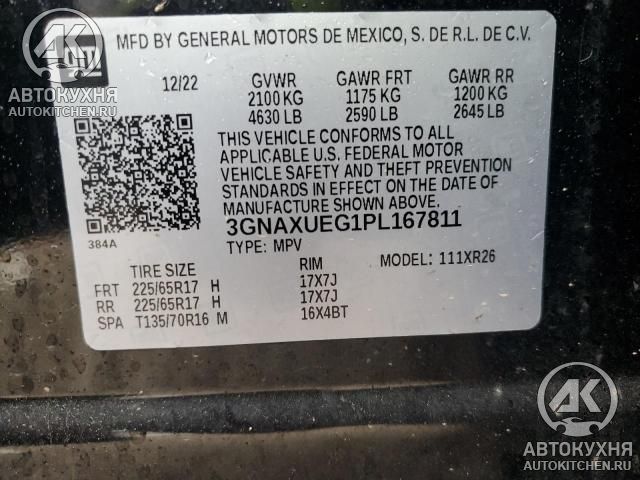 GM
MFD BY GENERAL MOTORS DE MEXICO, S. DE R.L. DE C.V.
12/22 GVWR GAWR FRT GAWR RR
2100 KG 1175 KG 1200 KG
4630 LB 2590 LB 2645 LB
THIS VEHICLE CONFORMS TO ALL
APPLICABLE U.S. FEDERAL MOTOR
VEHICLE SAFETY AND THEFT PREVENTION
STANDARDS IN EFFECT ON THE DATE OF
MANUFACTURE SHOWN ABOVE.
384A
3GNAXUEG1PL167811
TYPE: MPV MODEL: 111XR26
TIRE SIZE RIM
FRT 225/65R17 H 17X7J
RR 225/65R17 H 17X7J
SPA T135/70R16 M 16X4BT
АВТОКУХНЯ
AUTOKITCHEN.RU
АК
АВТОКУХНЯ
AUTOKITCHEN.RU